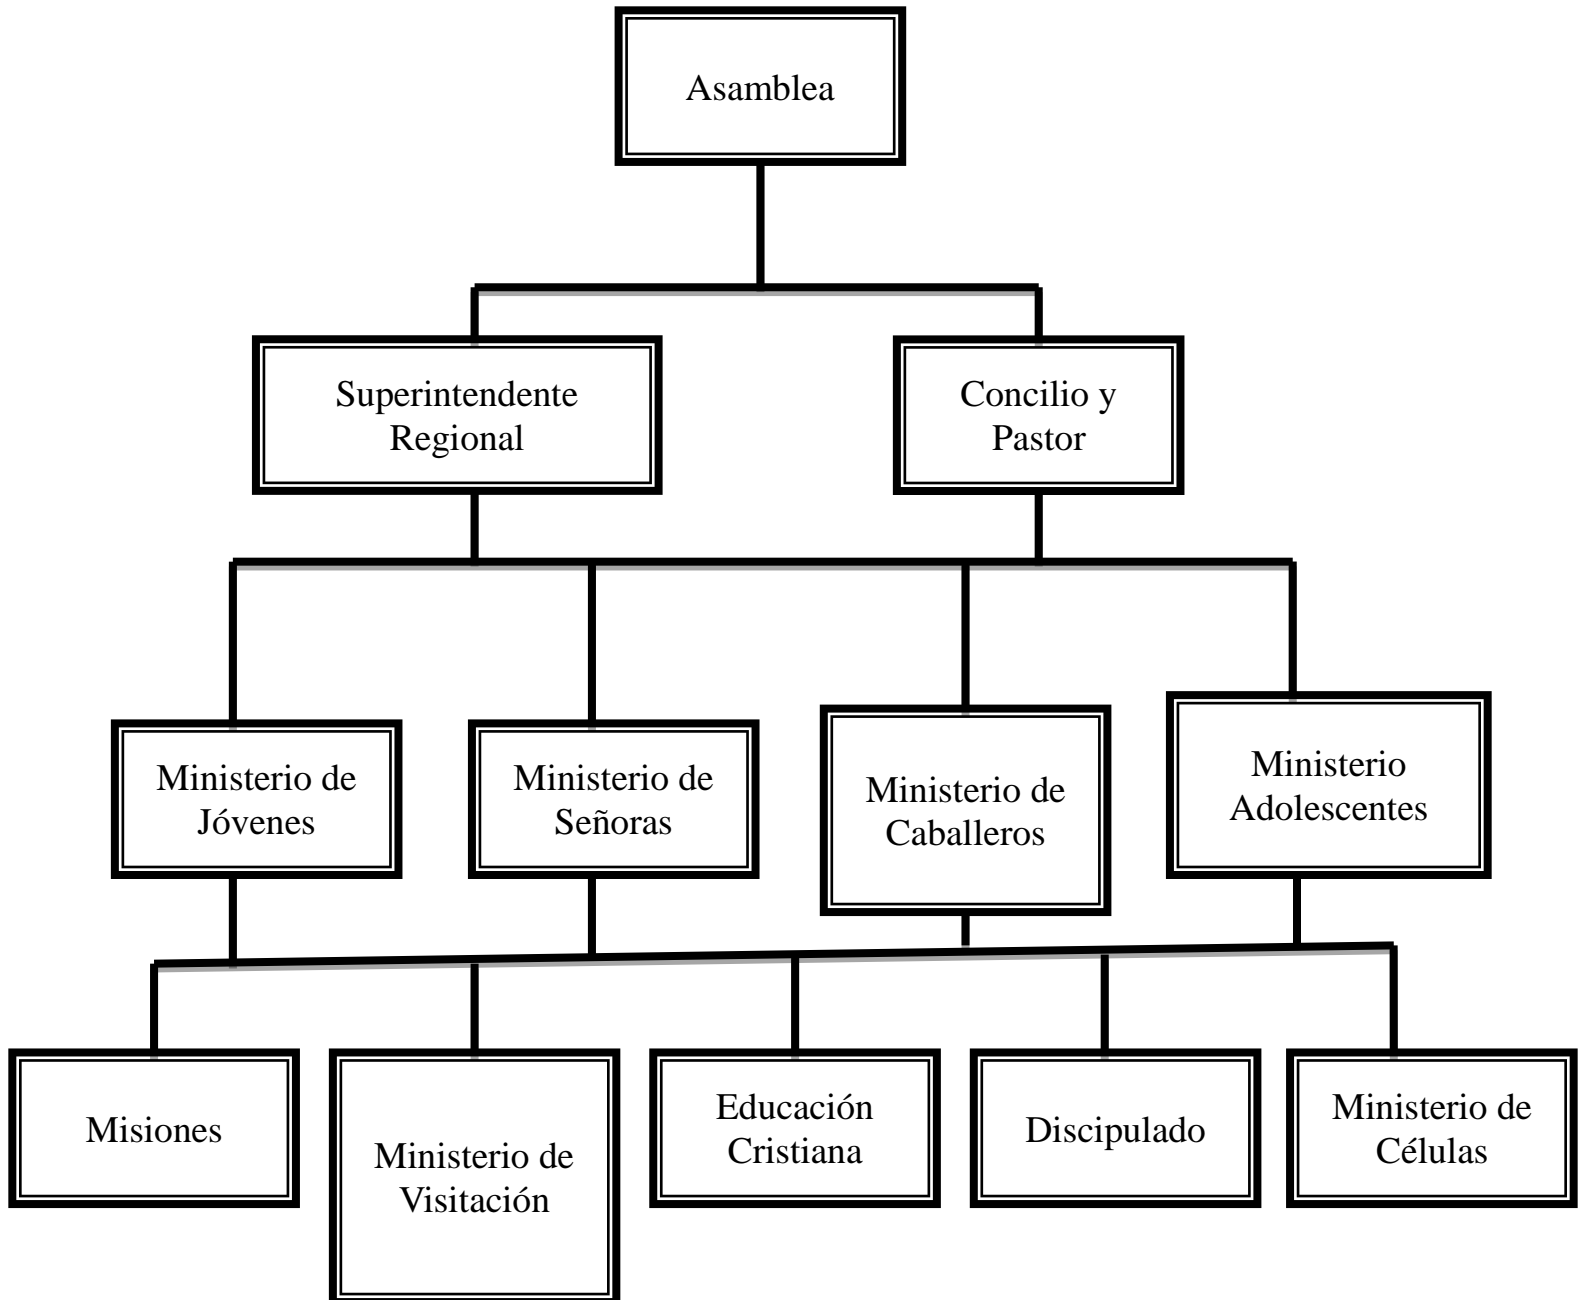 Asamblea
Superintendente
Regional
Concilio y
Pastor
Ministerio de
Jóvenes
Ministerio de
Señoras
Ministerio de
Caballeros
Ministerio
Adolescentes
Misiones
Ministerio de
Visitación
Educación
Cristiana
Discipulado
Ministerio de
Células